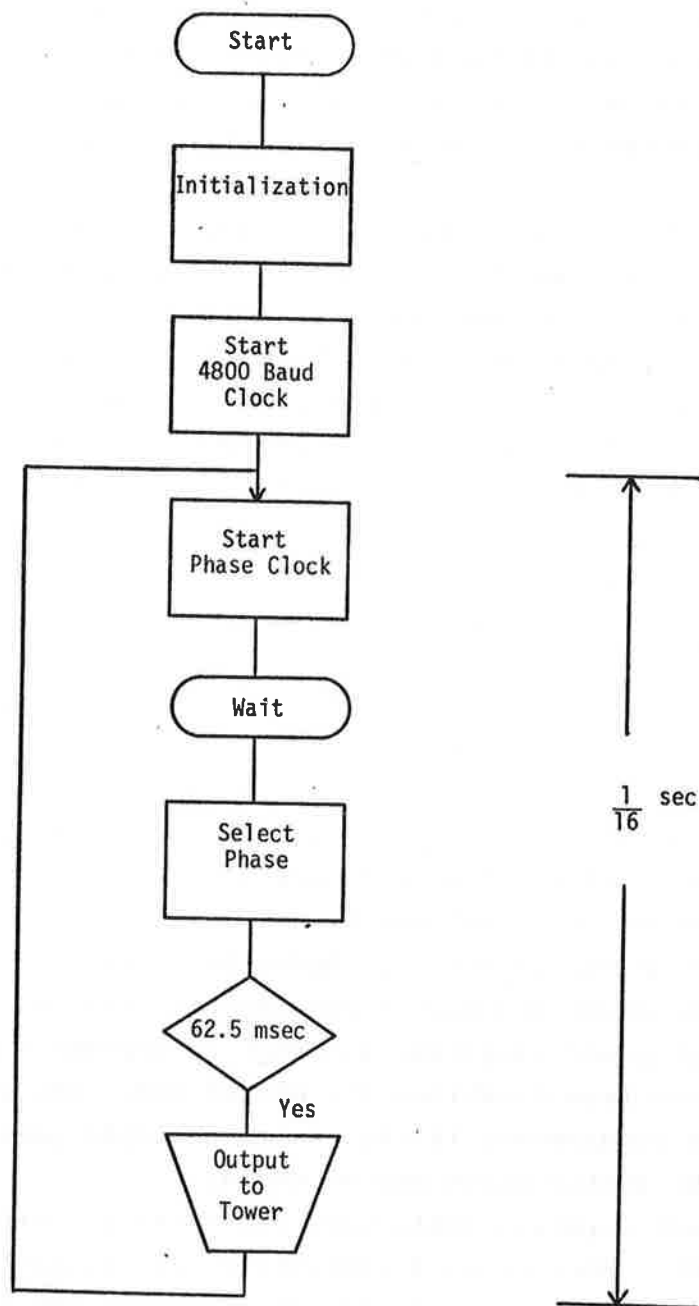 Start
Initialization
Start
4800 Baud
Clock
Start
Phase Clock
Wait
1/16 sec
Select
Phase
62.5 msec
Yes
Output
to
Tower